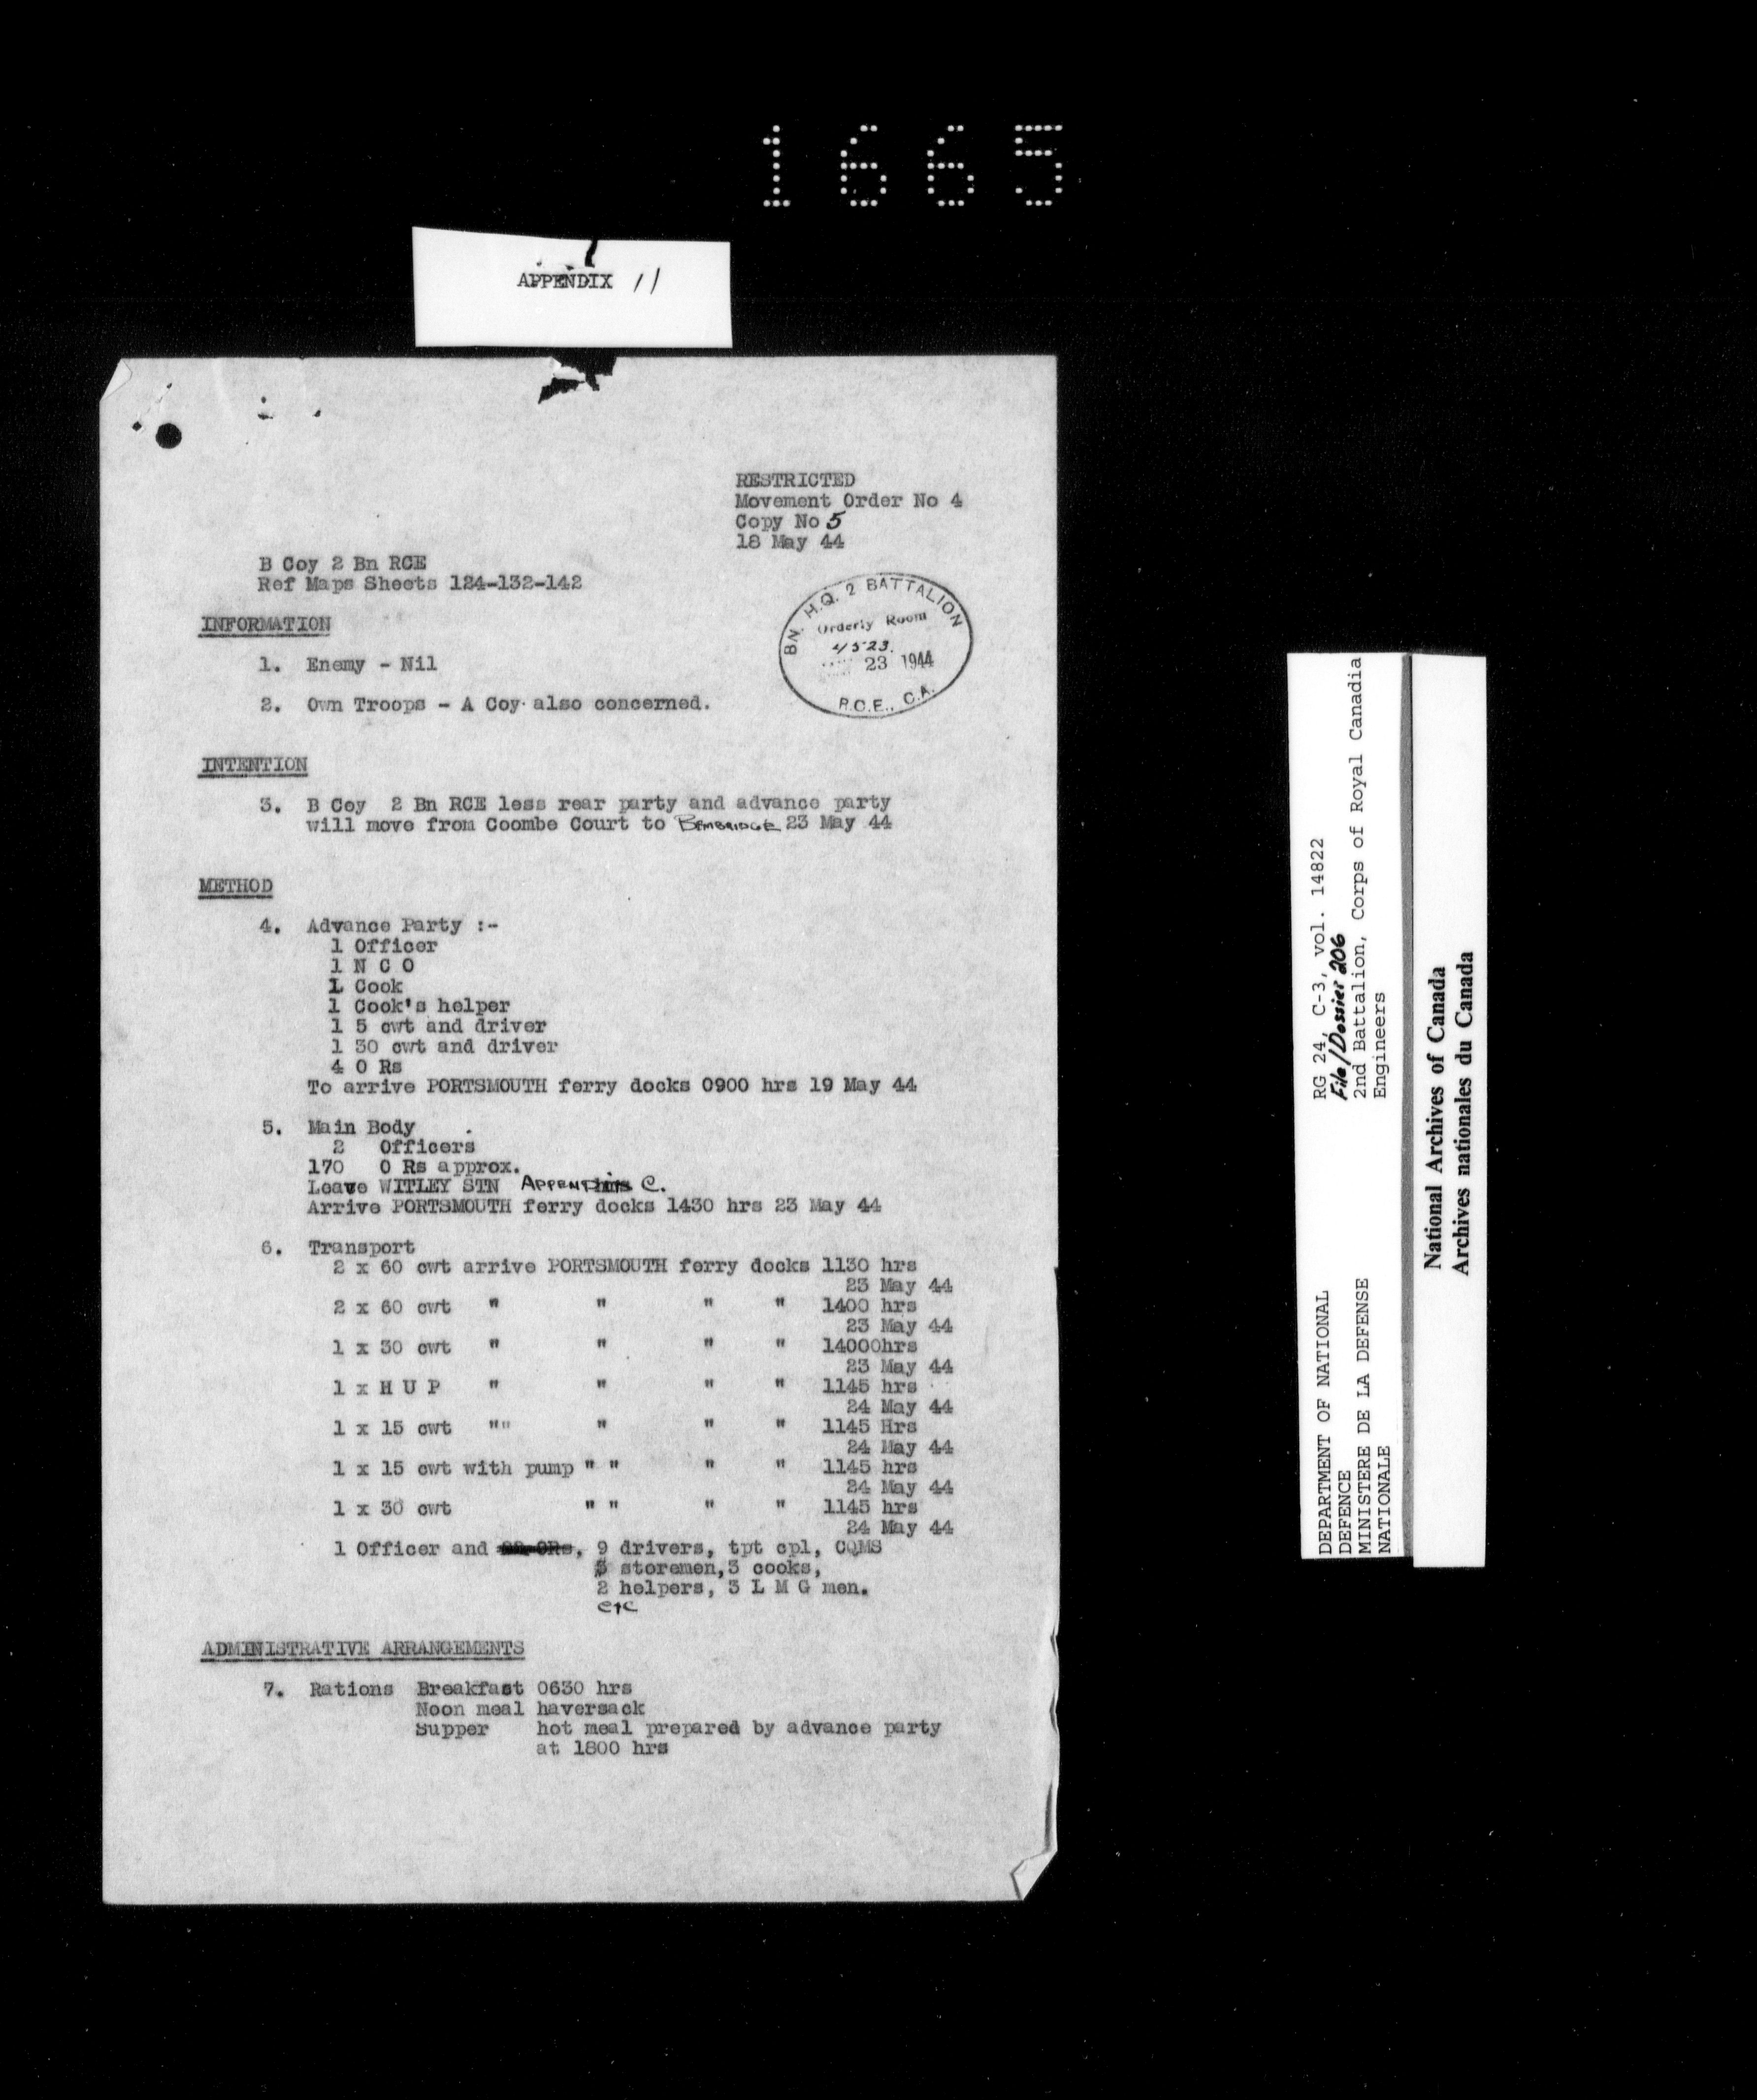 1665
APPENDIX 11
RESTRICTED
Movement Order No 4
Copy No 5
18 May 44
B Coy 2 Bn RCE
Ref Maps Sheets 124-132-142
BN. H.Q. 2 BATTALION
Orderly Room
23 1944
R.C.E., C.A.
INFORMATION
1. Enemy - Nil
2. Own Troops - A Coy also concerned.
INTENTION
3. B Coy 2 Bn RCE less rear party and advance party
will move from Coombe Court to BEMBRIDGE 23 May 44
METHOD
4. Advance Party :-
1 Officer
1 N C O
1 Cook
1 Cook's helper
1 5 cwt and driver
1 30 cwt and driver
4 O Rs
To arrive PORTSMOUTH ferry docks 0900 hrs 19 May 44
5. Main Body
2 Officers
170 O Rs approx.
Leave WITLEY STN C.
Arrive PORTSMOUTH ferry docks 1430 hrs 23 May 44
6. Transport
2 x 60 cwt arrive PORTSMOUTH ferry docks 1130 hrs
23 May 44
2 x 60 cwt " " " " 1400 hrs
23 May 44
1 x 30 cwt " " " " 14000hrs
23 May 44
1 x H U P " " " " 1145 hrs
24 May 44
1 x 15 cwt "" " " " 1145 Hrs
24 May 44
1 x 15 cwt with pump " " " " 1145 hrs
24 May 44
1 x 30 cwt " " " " 1145 hrs
24 May 44
1 Officer and , 9 drivers, tpt cpl, CQMS
storemen, 3 cooks,
2 helpers, 3 L M G men.
etc
ADMINISTRATIVE ARRANGEMENTS
7. Rations Breakfast 0630 hrs
Noon meal haversack
Supper hot meal prepared by advance party
at 1800 hrs
DEPARTMENT OF NATIONAL RG 24, C-3, vol. 14822
DEFENCE File/Dossier 206
MINISTERE DE LA DEFENSE 2nd Battalion, Corps of Royal Canadia
NATIONALE Engineers
National Archives of Canada
Archives nationales du Canada